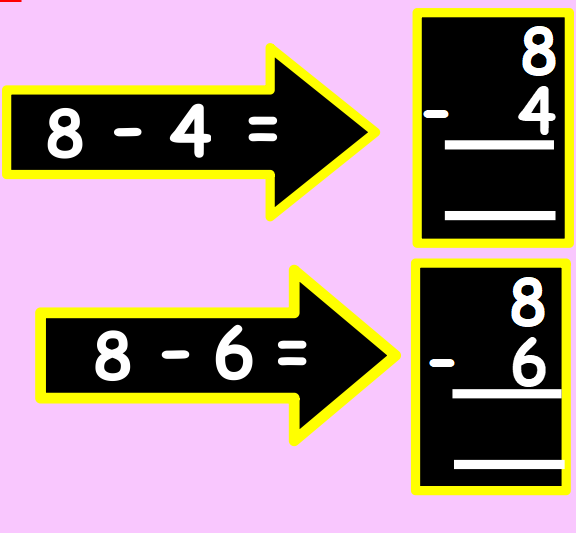 8 - 4 =
8
- 4
8 - 6 =
8
- 6